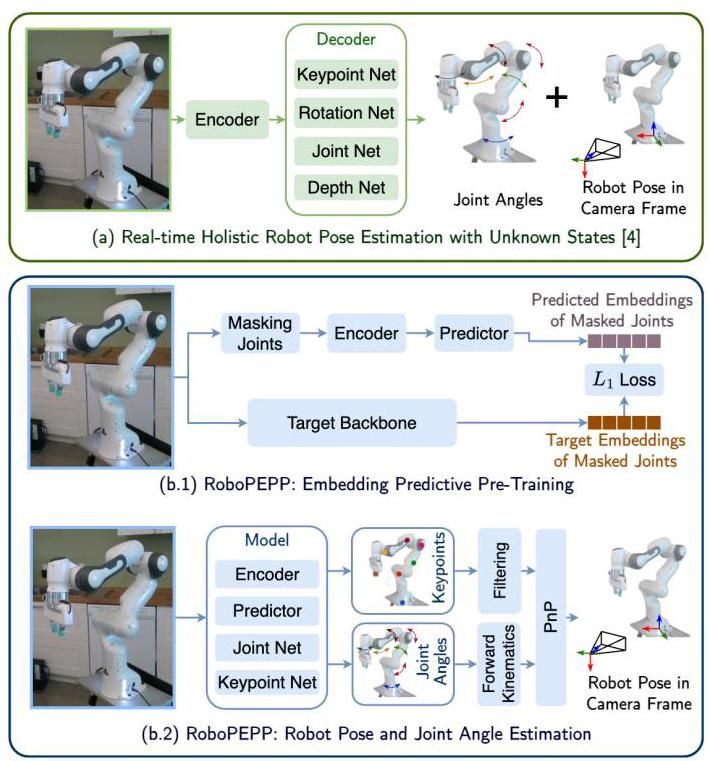 Decoder
Keypoint Net
Rotation Net
Joint Net
Depth Net
Encoder
Joint Angles
+
Robot Pose in
Camera Frame
(a) Real-time Holistic Robot Pose Estimation with Unknown States [4]
Masking
Joints
Encoder
Predictor
Predicted Embeddings
of Masked Joints
L₁ Loss
Target Backbone
Target Embeddings
of Masked Joints
(b.1) RoboPEPP: Embedding Predictive Pre-Training
Model
Encoder
Predictor
Joint Net
Keypoint Net
Keypoints
Joint
Angles
Filtering
Forward
Kinematics
PnP
Robot Pose in
Camera Frame
(b.2) RoboPEPP: Robot Pose and Joint Angle Estimation